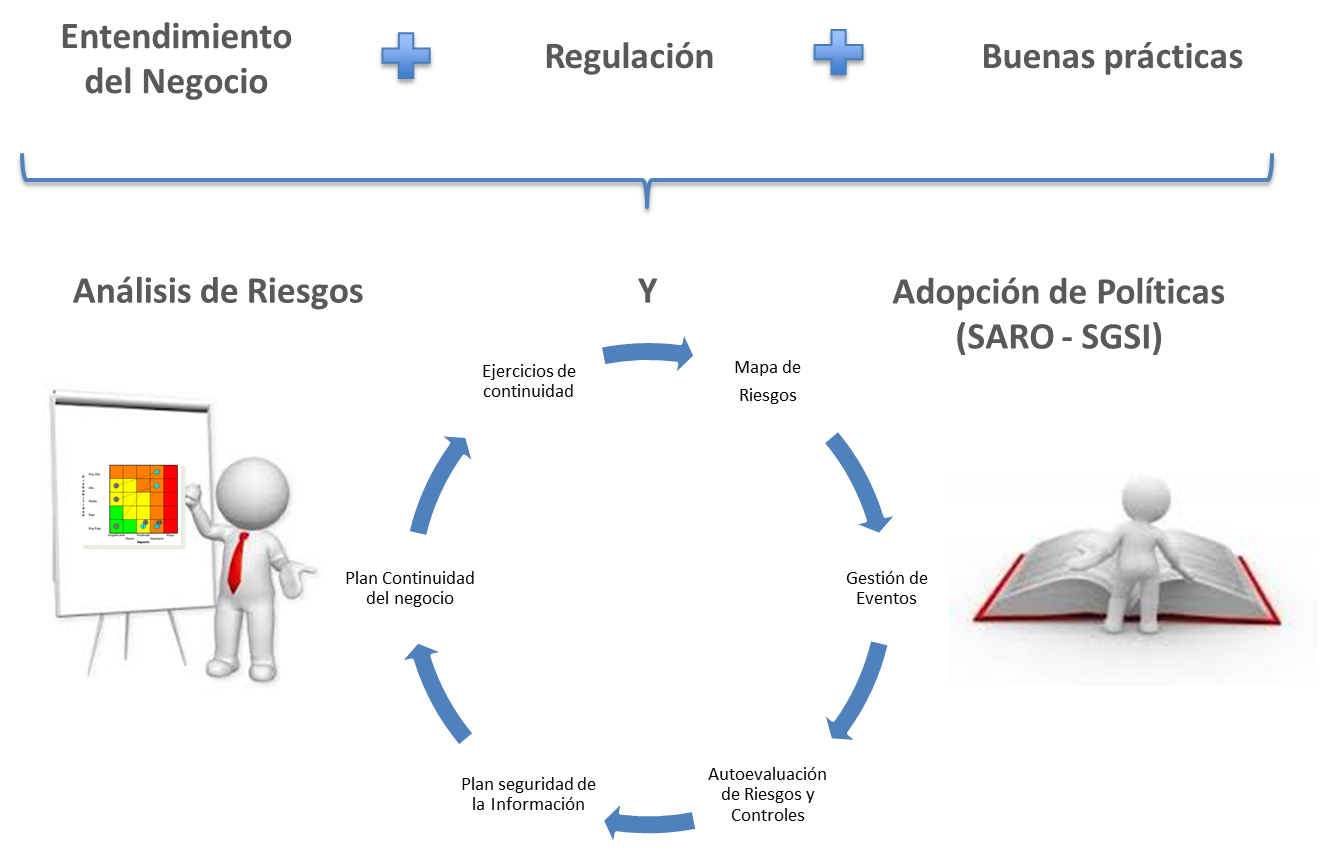 Entendimiento
del Negocio
Regulación
Buenas prácticas
Análisis de Riesgos
Y
Adopción de Políticas
(SARO - SGSI)
Ejercicios de
continuidad
Mapa de
Riesgos
Plan Continuidad
del negocio
Gestión de
Eventos
Plan seguridad de
la Información
Autoevaluación
de Riesgos y
Controles